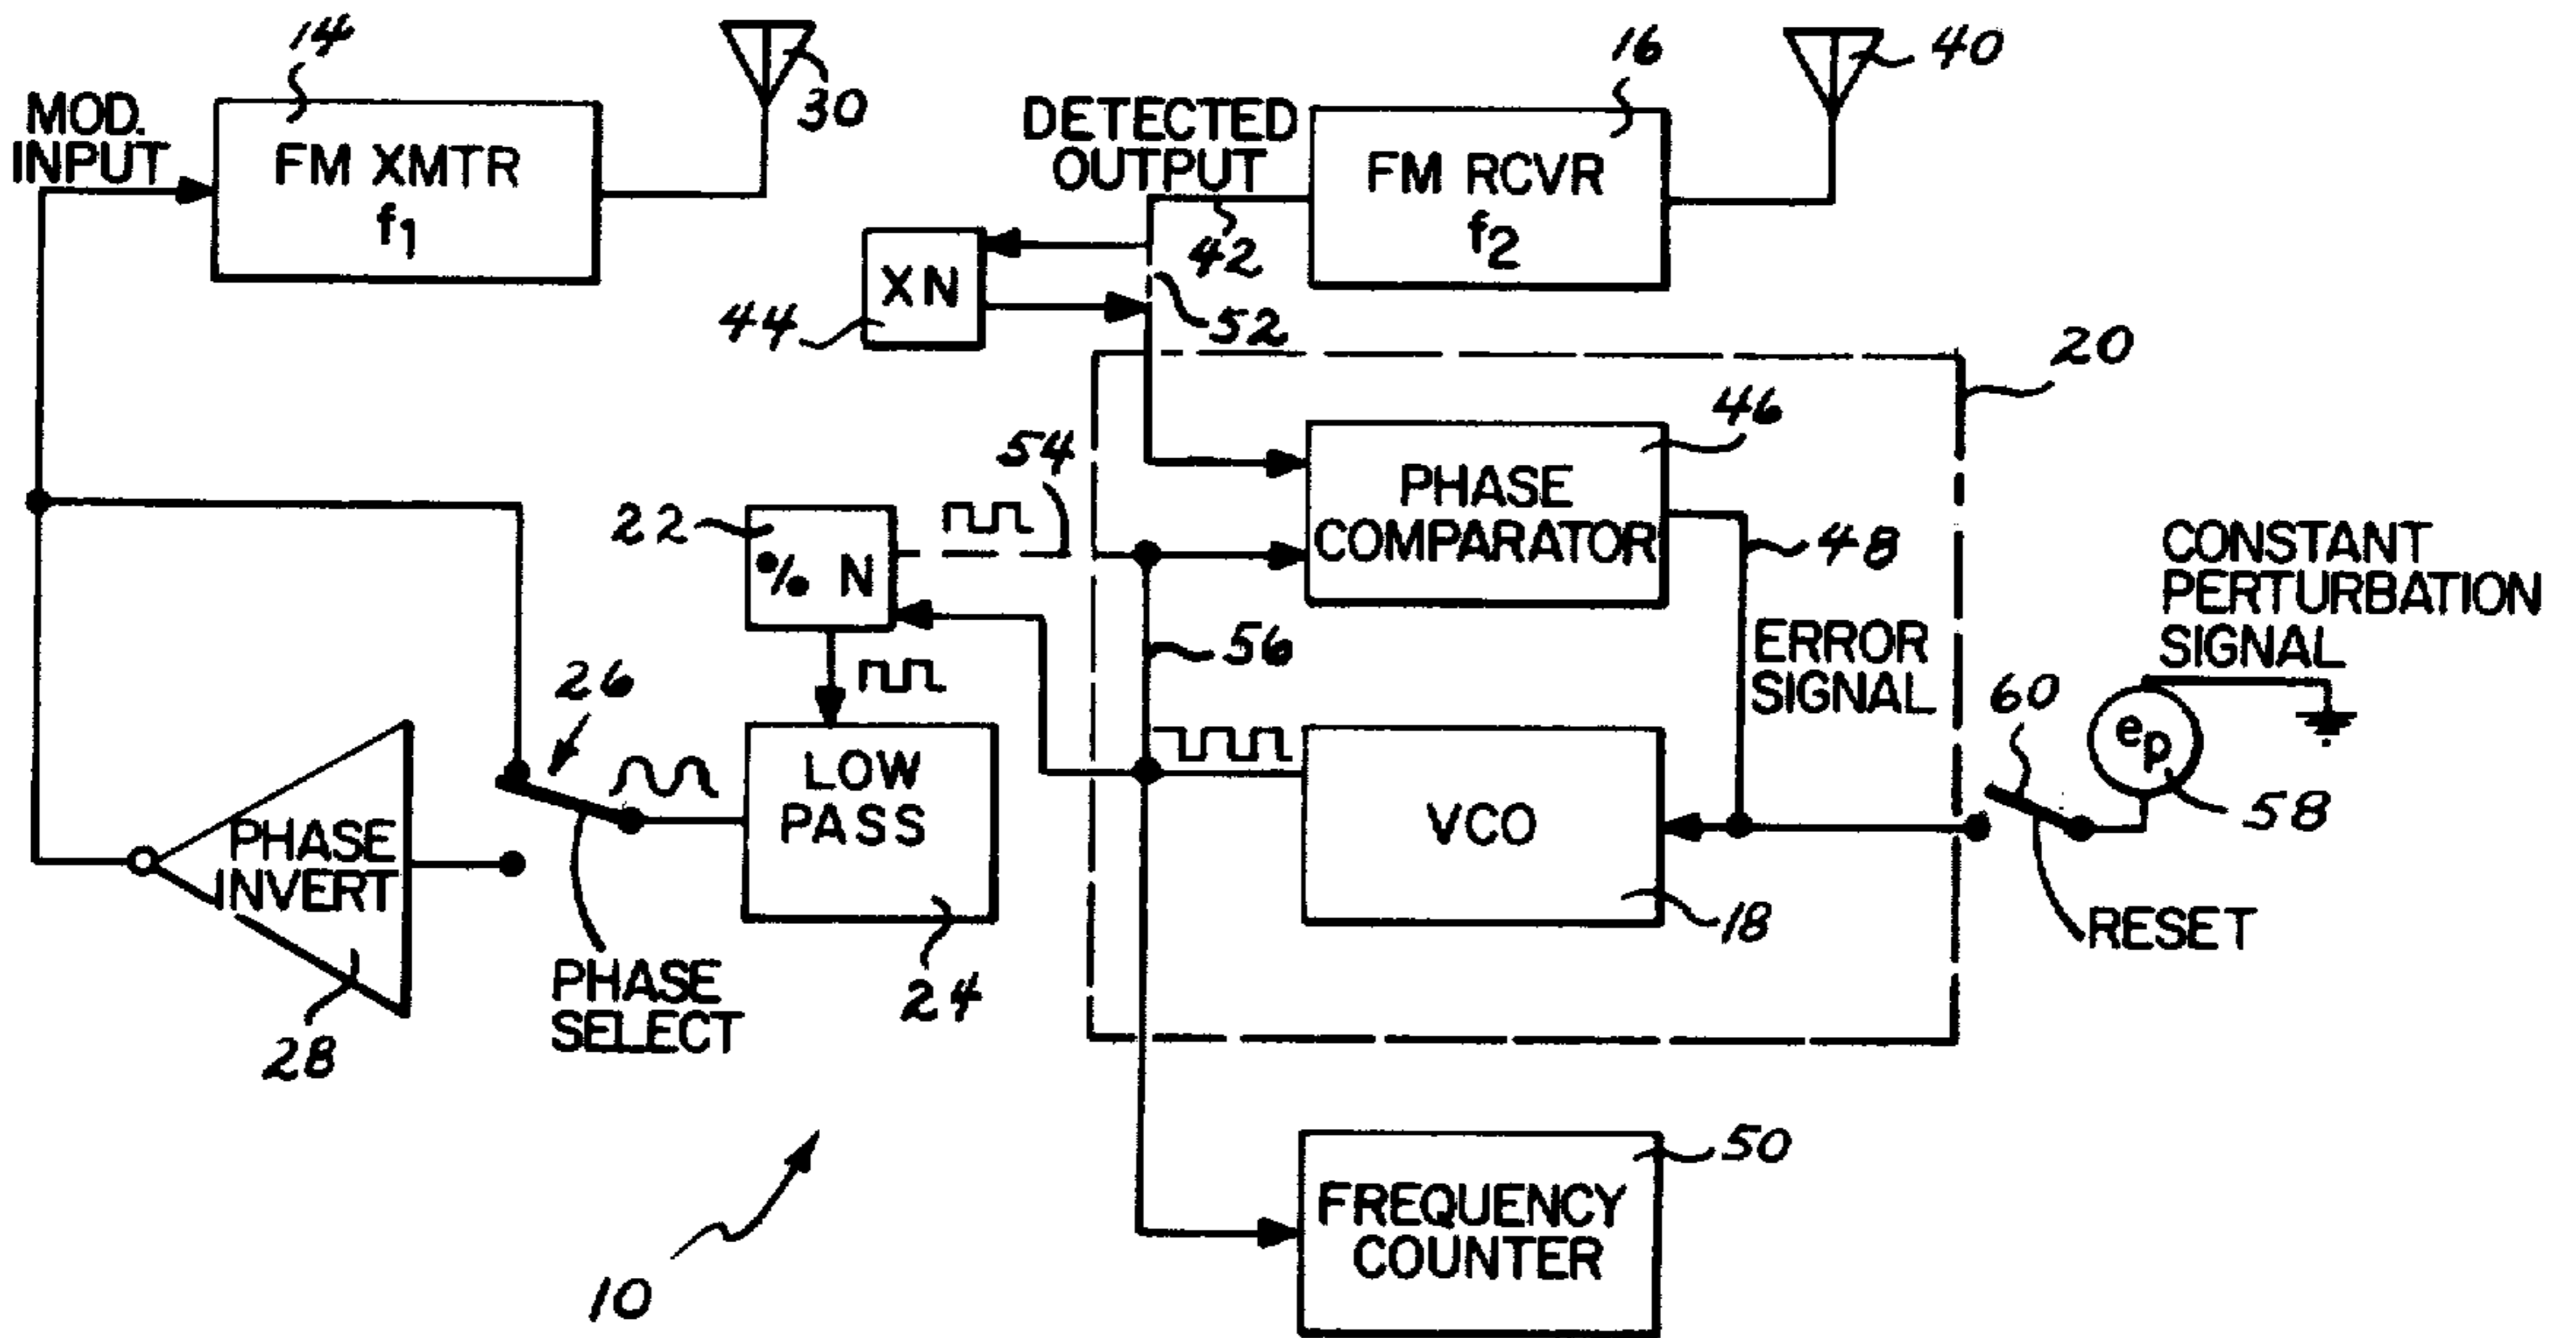 14
30
MOD.
INPUT
FM XMTR
f1
DETECTED
OUTPUT
16
40
FM RCVR
f2
42
XN
44
52
20
46
PHASE
COMPARATOR
54
22
% N
48
CONSTANT
PERTURBATION
SIGNAL
56
ERROR
SIGNAL
26
60
ep
58
LOW
PASS
VCO
PHASE
INVERT
18
RESET
24
PHASE
SELECT
28
50
FREQUENCY
COUNTER
10